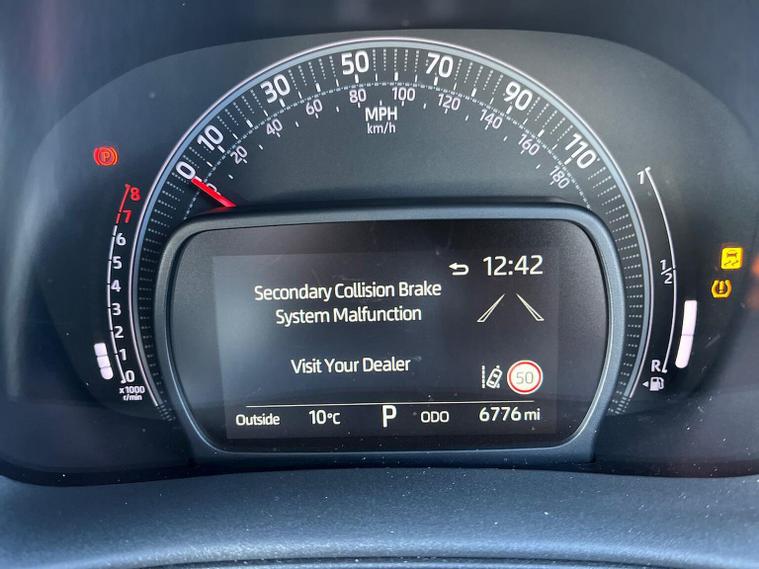 0
10
30
50
70
90
110
20
40
60
80
100
120
140
160
180
MPH
km/h
P
8
7
6
5
4
3
2
1
0
x1000
r/min
1
1/2
R
12:42
Secondary Collision Brake
System Malfunction
Visit Your Dealer
50
Outside 10°C P ODO 6776 mi